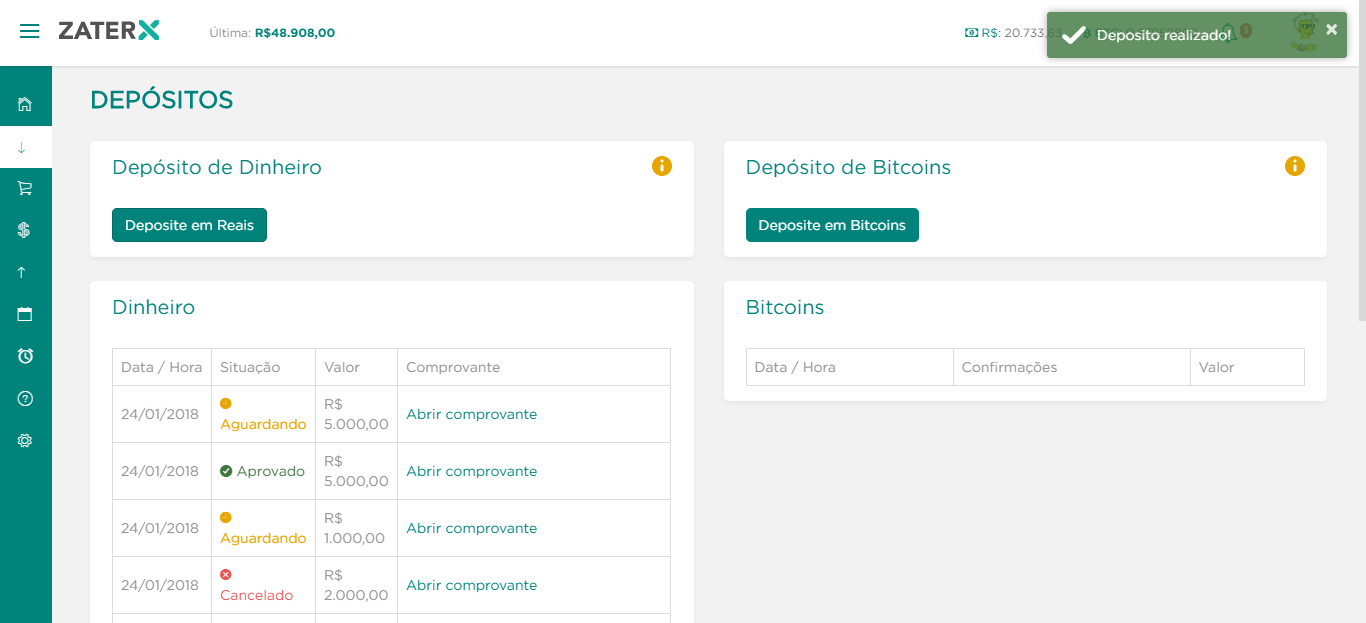 ZATERX
Última: R$48.908,00
R$: 20.733,63
Deposito realizado!
DEPÓSITOS
Depósito de Dinheiro
Deposite em Reais
Depósito de Bitcoins
Deposite em Bitcoins
Dinheiro
Data / Hora Situação Valor Comprovante
24/01/2018 Aguardando R$ 5.000,00 Abrir comprovante
24/01/2018 Aprovado R$ 5.000,00 Abrir comprovante
24/01/2018 Aguardando R$ 1.000,00 Abrir comprovante
24/01/2018 Cancelado R$ 2.000,00 Abrir comprovante
Bitcoins
Data / Hora Confirmações Valor